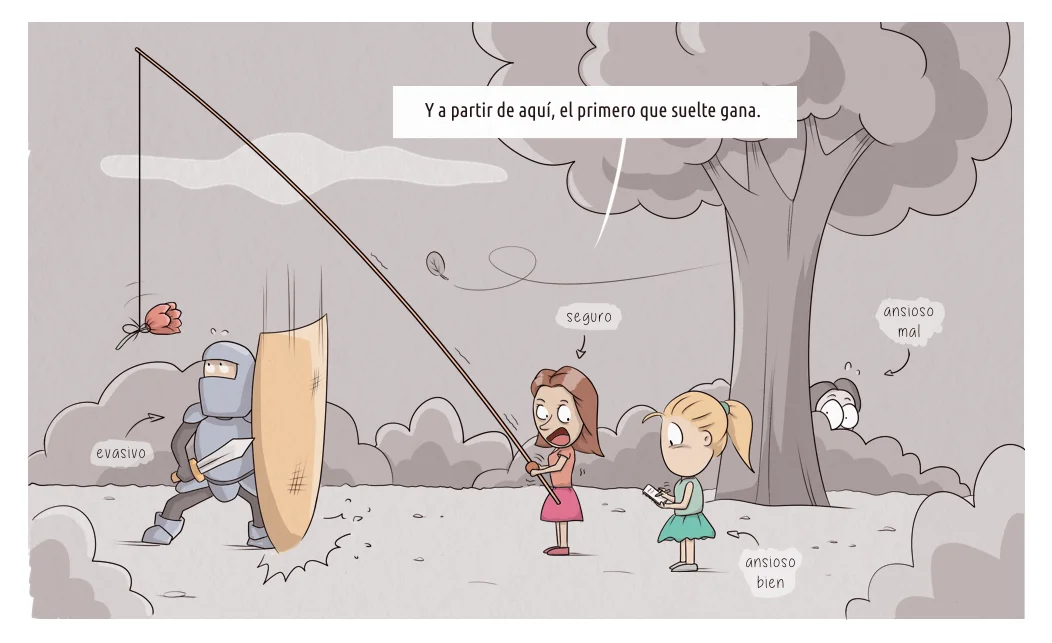 Y a partir de aquí, el primero que suelte gana.
seguro
ansioso
mal
evasivo
ansioso
bien